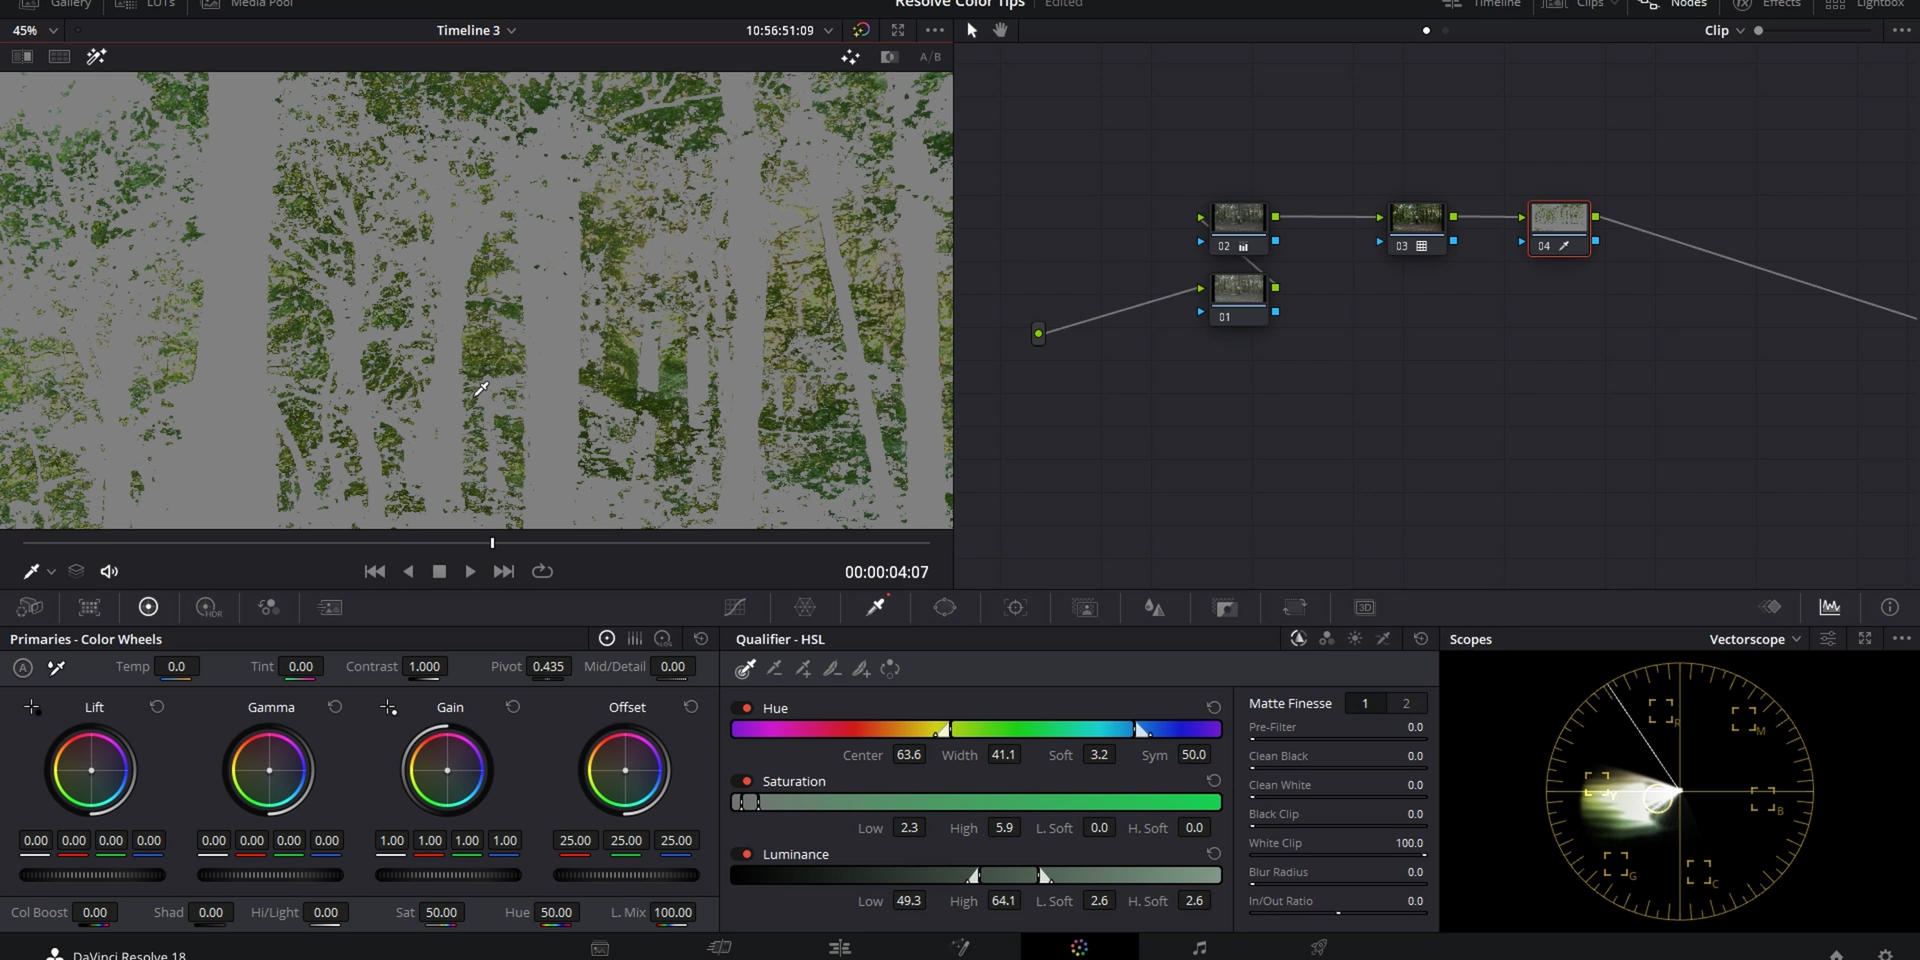 Gallery LUTs Media Pool Resolve Color Tips Edited Timeline Clips Nodes Effects Lightbox
45% Timeline 3 10:56:51:09 Clip
A/B
02
03
04
01
00:00:04:07
HDR
3D
Primaries - Color Wheels
Qualifier - HSL
Scopes Vectorscope
A Temp 0.0 Tint 0.00 Contrast 1.000 Pivot 0.435 Mid/Detail 0.00
Lift Gamma Gain Offset
0.00 0.00 0.00 0.00 0.00 0.00 0.00 0.00 1.00 1.00 1.00 1.00 25.00 25.00 25.00
Col Boost 0.00 Shad 0.00 Hi/Light 0.00 Sat 50.00 Hue 50.00 L. Mix 100.00
Hue
Center 63.6 Width 41.1 Soft 3.2 Sym 50.0
Saturation
Low 2.3 High 5.9 L. Soft 0.0 H. Soft 0.0
Luminance
Low 49.3 High 64.1 L. Soft 2.6 H. Soft 2.6
Matte Finesse 1 2
Pre-Filter 0.0
Clean Black 0.0
Clean White 0.0
Black Clip 0.0
White Clip 100.0
Blur Radius 0.0
In/Out Ratio 0.0
R
M
Y
B
G
C
DaVinci Resolve 18